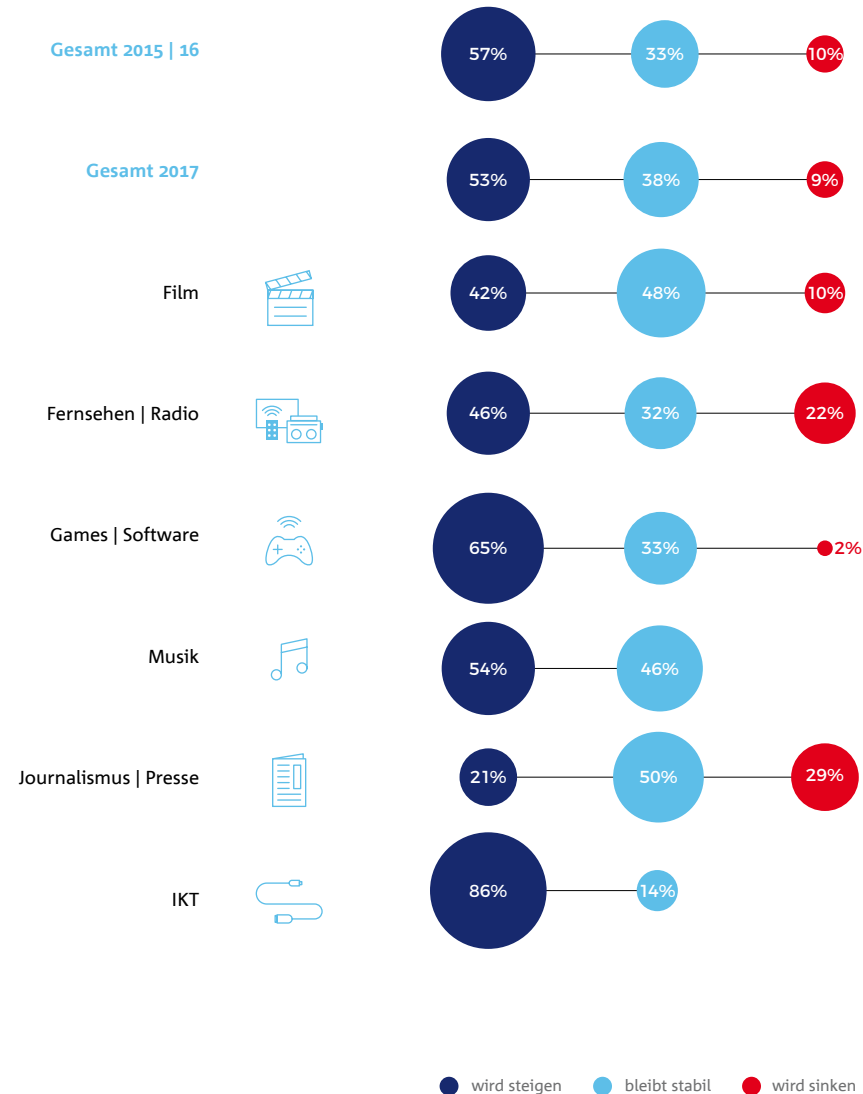 Gesamt 2015 | 16
57%
33%
10%
Gesamt 2017
53%
38%
9%
Film
42%
48%
10%
Fernsehen | Radio
46%
32%
22%
Games | Software
65%
33%
2%
Musik
54%
46%
Journalismus | Presse
21%
50%
29%
IKT
86%
14%
wird steigen
bleibt stabil
wird sinken